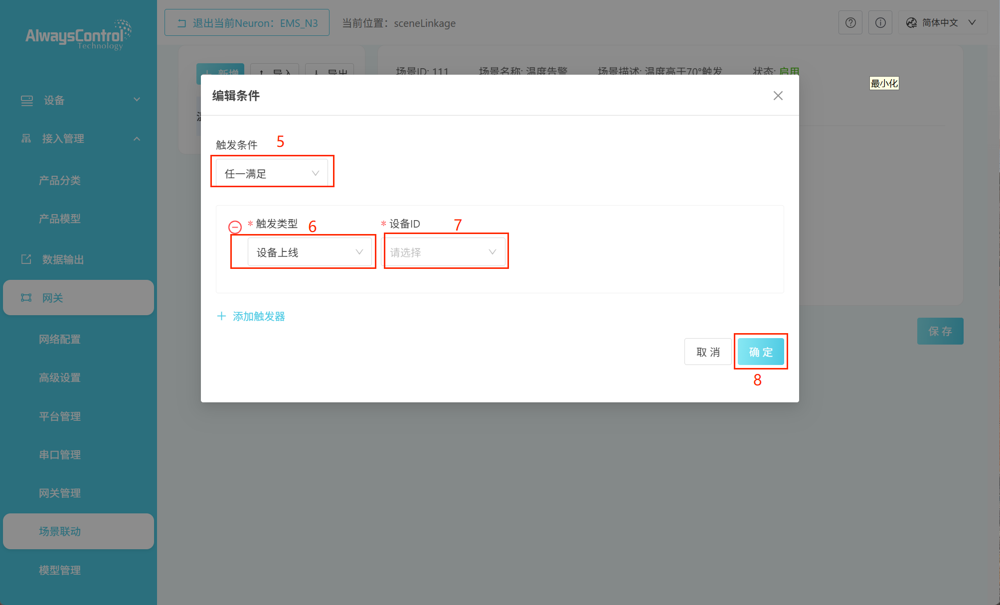 AlwaysControl
Technology
退出当前Neuron：EMS_N3
当前位置：sceneLinkage
简体中文
设备
接入管理
产品分类
产品模型
数据输出
网关
网络配置
高级设置
平台管理
串口管理
网关管理
场景联动
模型管理
新增
导入
导出
场景ID: 111
场景名称: 温度告警
场景描述: 温度高于70°触发
状态: 启用
最小化
编辑条件
触发条件
5
任一满足
* 触发类型
6
* 设备ID
7
设备上线
请选择
添加触发器
取 消
确 定
8
保 存